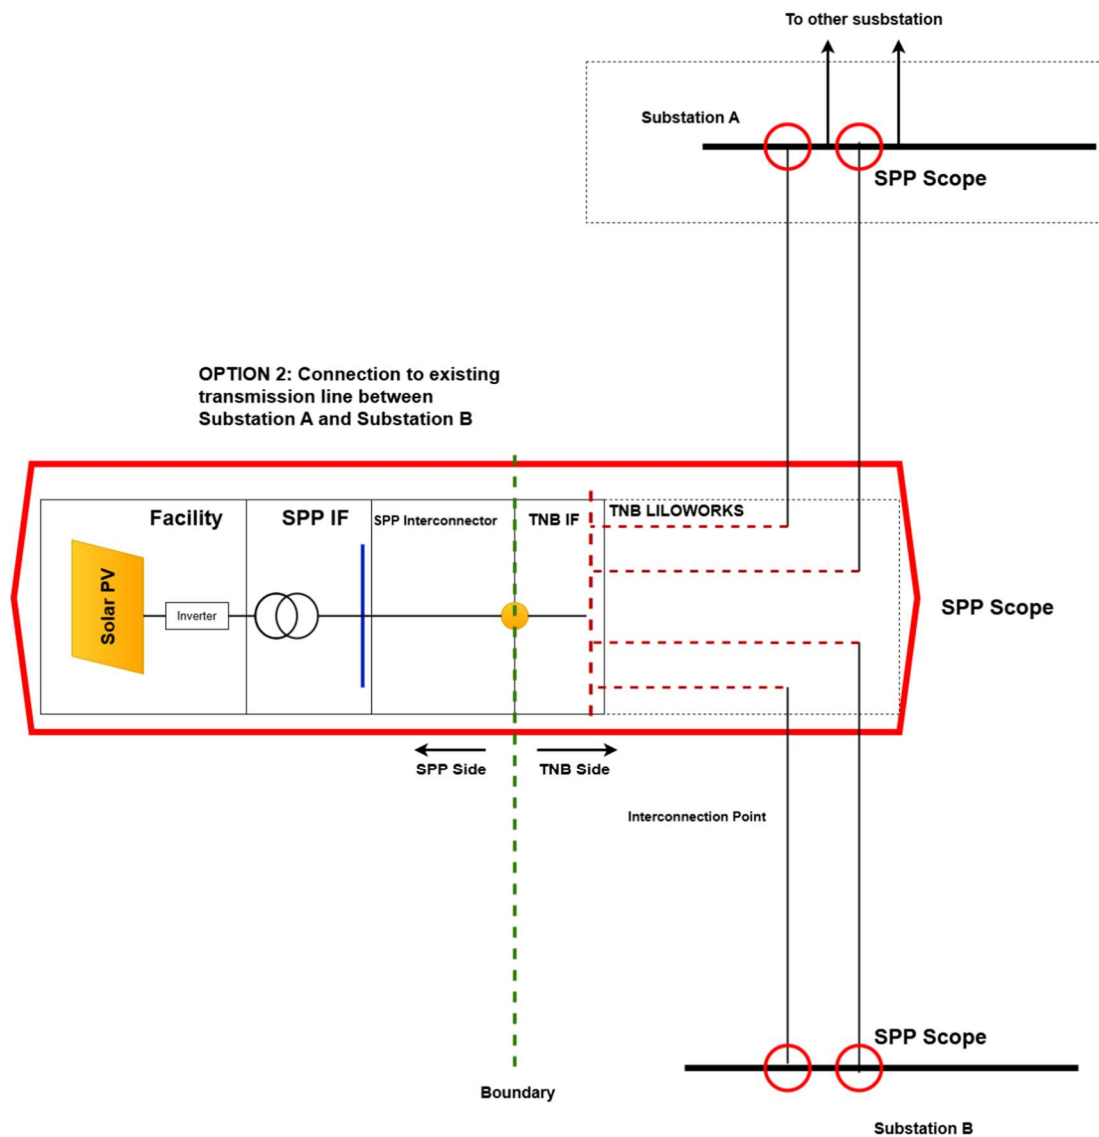 To other susbstation
Substation A
SPP Scope
OPTION 2: Connection to existing
transmission line between
Substation A and Substation B
Facility
SPP IF
SPP Interconnector
TNB IF
TNB LILOWORKS
Solar PV
Inverter
SPP Scope
SPP Side
TNB Side
Interconnection Point
SPP Scope
Boundary
Substation B